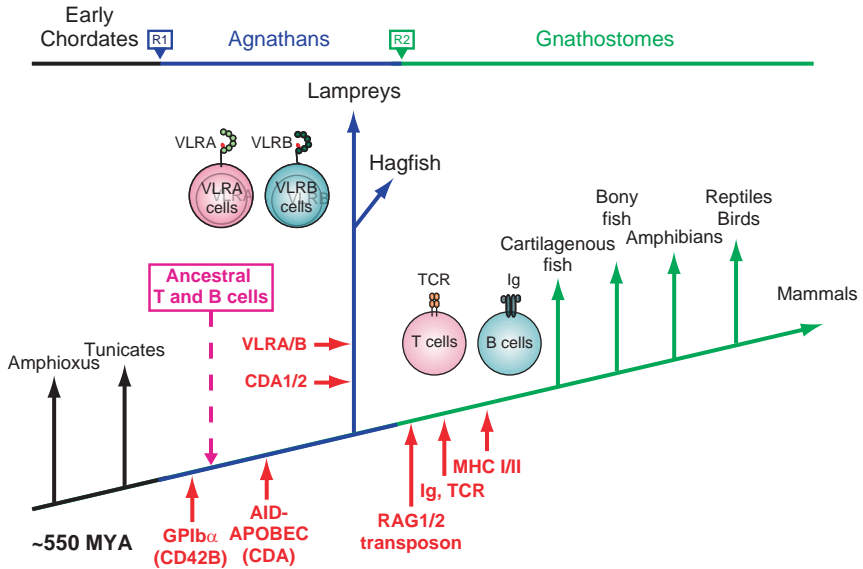 Early
Chordates
R1
Agnathans
R2
Gnathostomes
Lampreys
VLRA
VLRB
Hagfish
VLRA
cells
VLRA
VLRB
cells
VLRB
Reptiles
Birds
Bony
fish
Amphibians
Cartilagenous
fish
Ancestral
T and B cells
TCR
Ig
Mammals
T cells
B cells
VLRA/B
CDA1/2
Tunicates
Amphioxus
MHC I/II
Ig, TCR
RAG1/2
transposon
AID-
APOBEC
(CDA)
GPIbα
(CD42B)
~550 MYA